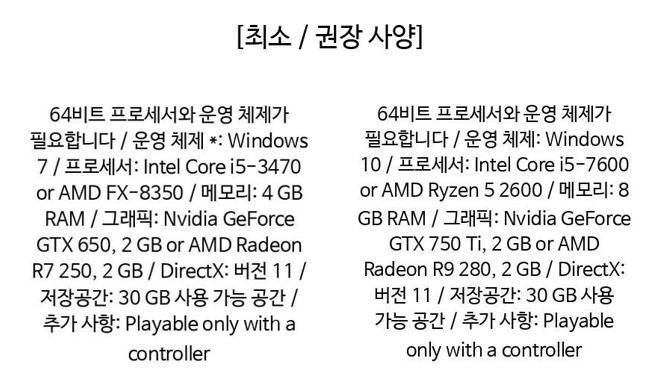 [최소 / 권장 사양]
64비트 프로세서와 운영 체제가
필요합니다 / 운영 체제 *: Windows
7 / 프로세서: Intel Core i5-3470
or AMD FX-8350 / 메모리: 4 GB
RAM / 그래픽: Nvidia GeForce
GTX 650, 2 GB or AMD Radeon
R7 250, 2 GB / DirectX: 버전 11 /
저장공간: 30 GB 사용 가능 공간 /
추가 사항: Playable only with a
controller
64비트 프로세서와 운영 체제가
필요합니다 / 운영 체제: Windows
10 / 프로세서: Intel Core i5-7600
or AMD Ryzen 5 2600 / 메모리: 8
GB RAM / 그래픽: Nvidia GeForce
GTX 750 Ti, 2 GB or AMD
Radeon R9 280, 2 GB / DirectX:
버전 11 / 저장공간: 30 GB 사용
가능 공간 / 추가 사항: Playable
only with a controller